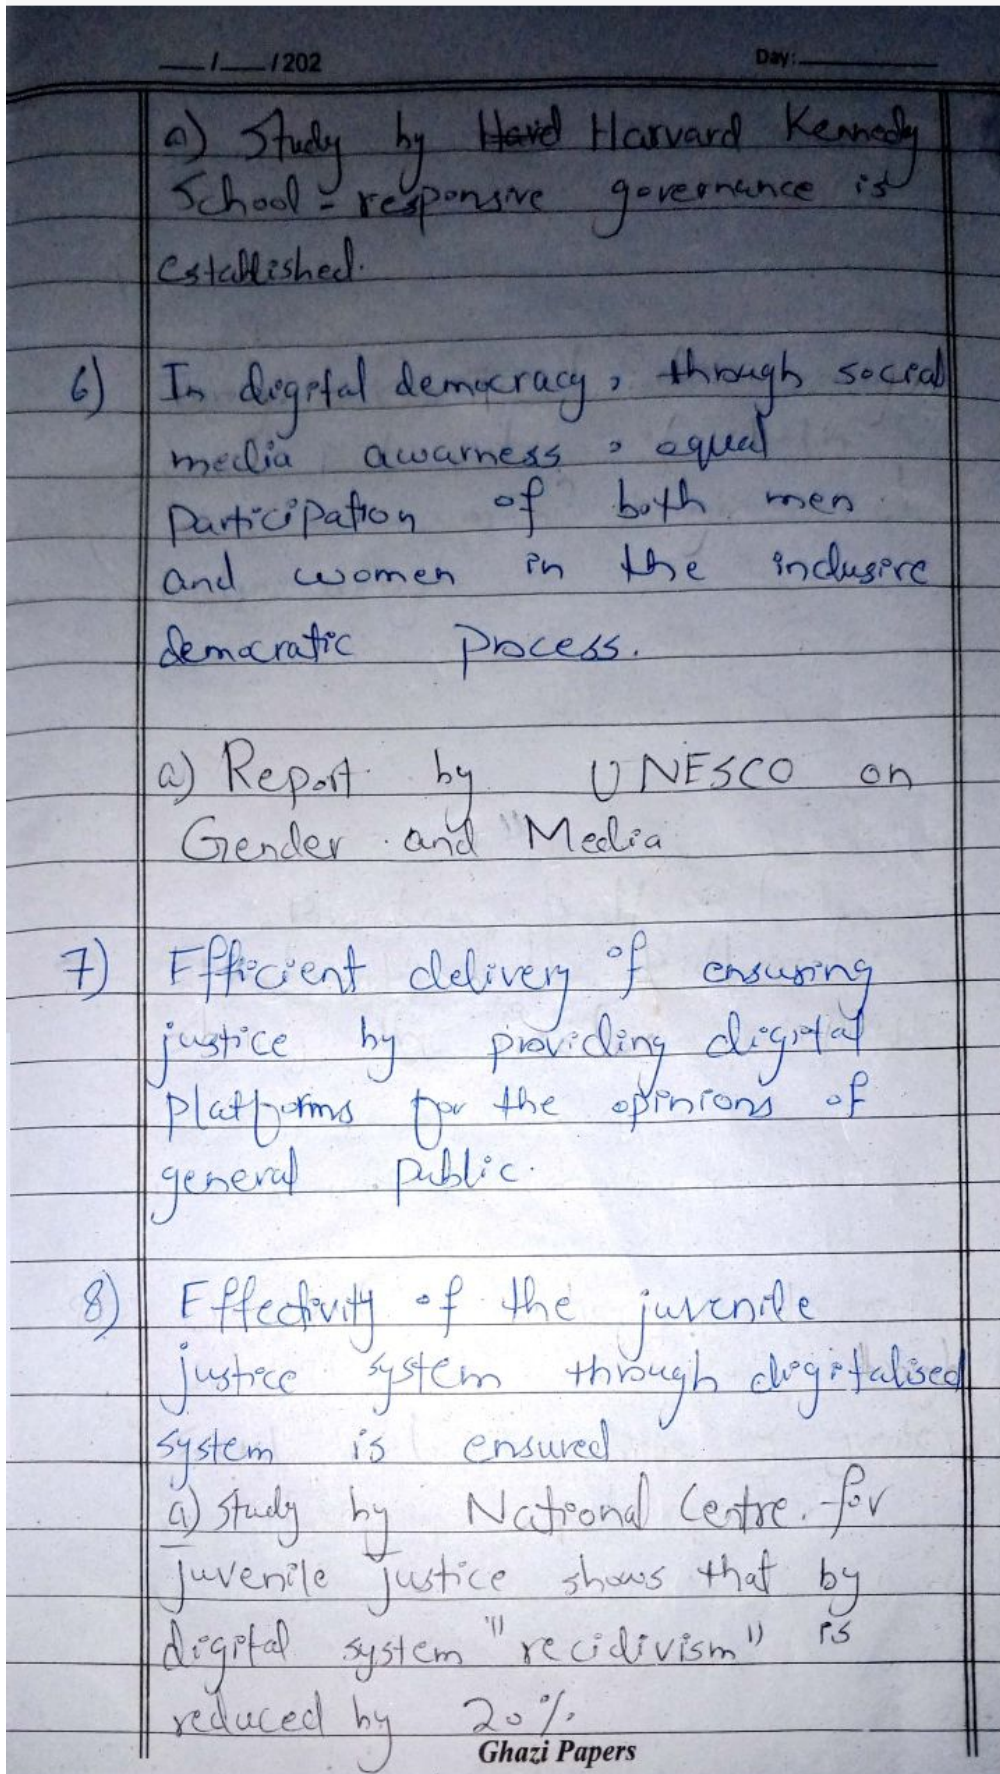 __/__/202 Day:______
a) Study by Havid Harvard Kennedy
School - responsive governance is
established.
6) In digital democracy, through social
media awarness, equal
participation of both men
and women in the inclusive
democratic process.
a) Report by UNESCO on
Gender and Media
7) Efficient delivery of ensuring
justice by providing digital
platforms for the opinions of
general public.
8) Effectivity of the juvenile
justice system through digitalised
system is ensured
a) Study by National Centre for
juvenile justice shows that by
digital system "recidivism" is
reduced by 20%.
Ghazi Papers